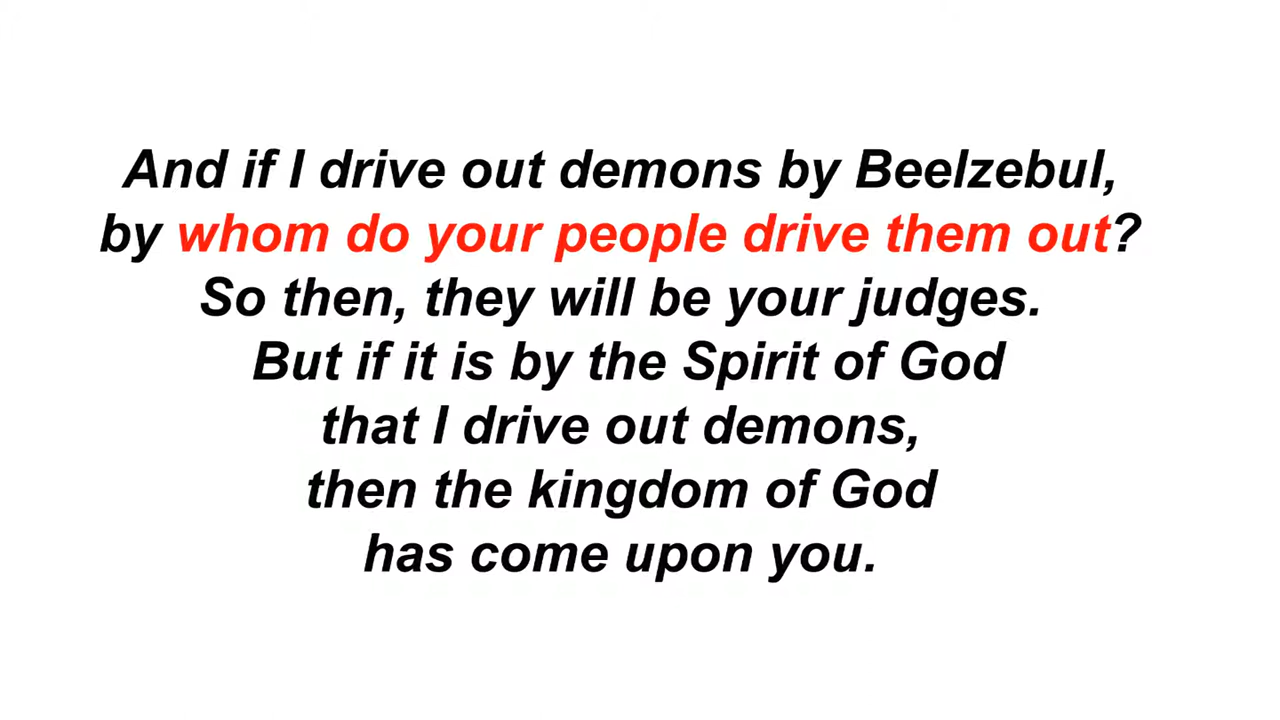 And if I drive out demons by Beelzebul,
by whom do your people drive them out?
So then, they will be your judges.
But if it is by the Spirit of God
that I drive out demons,
then the kingdom of God
has come upon you.